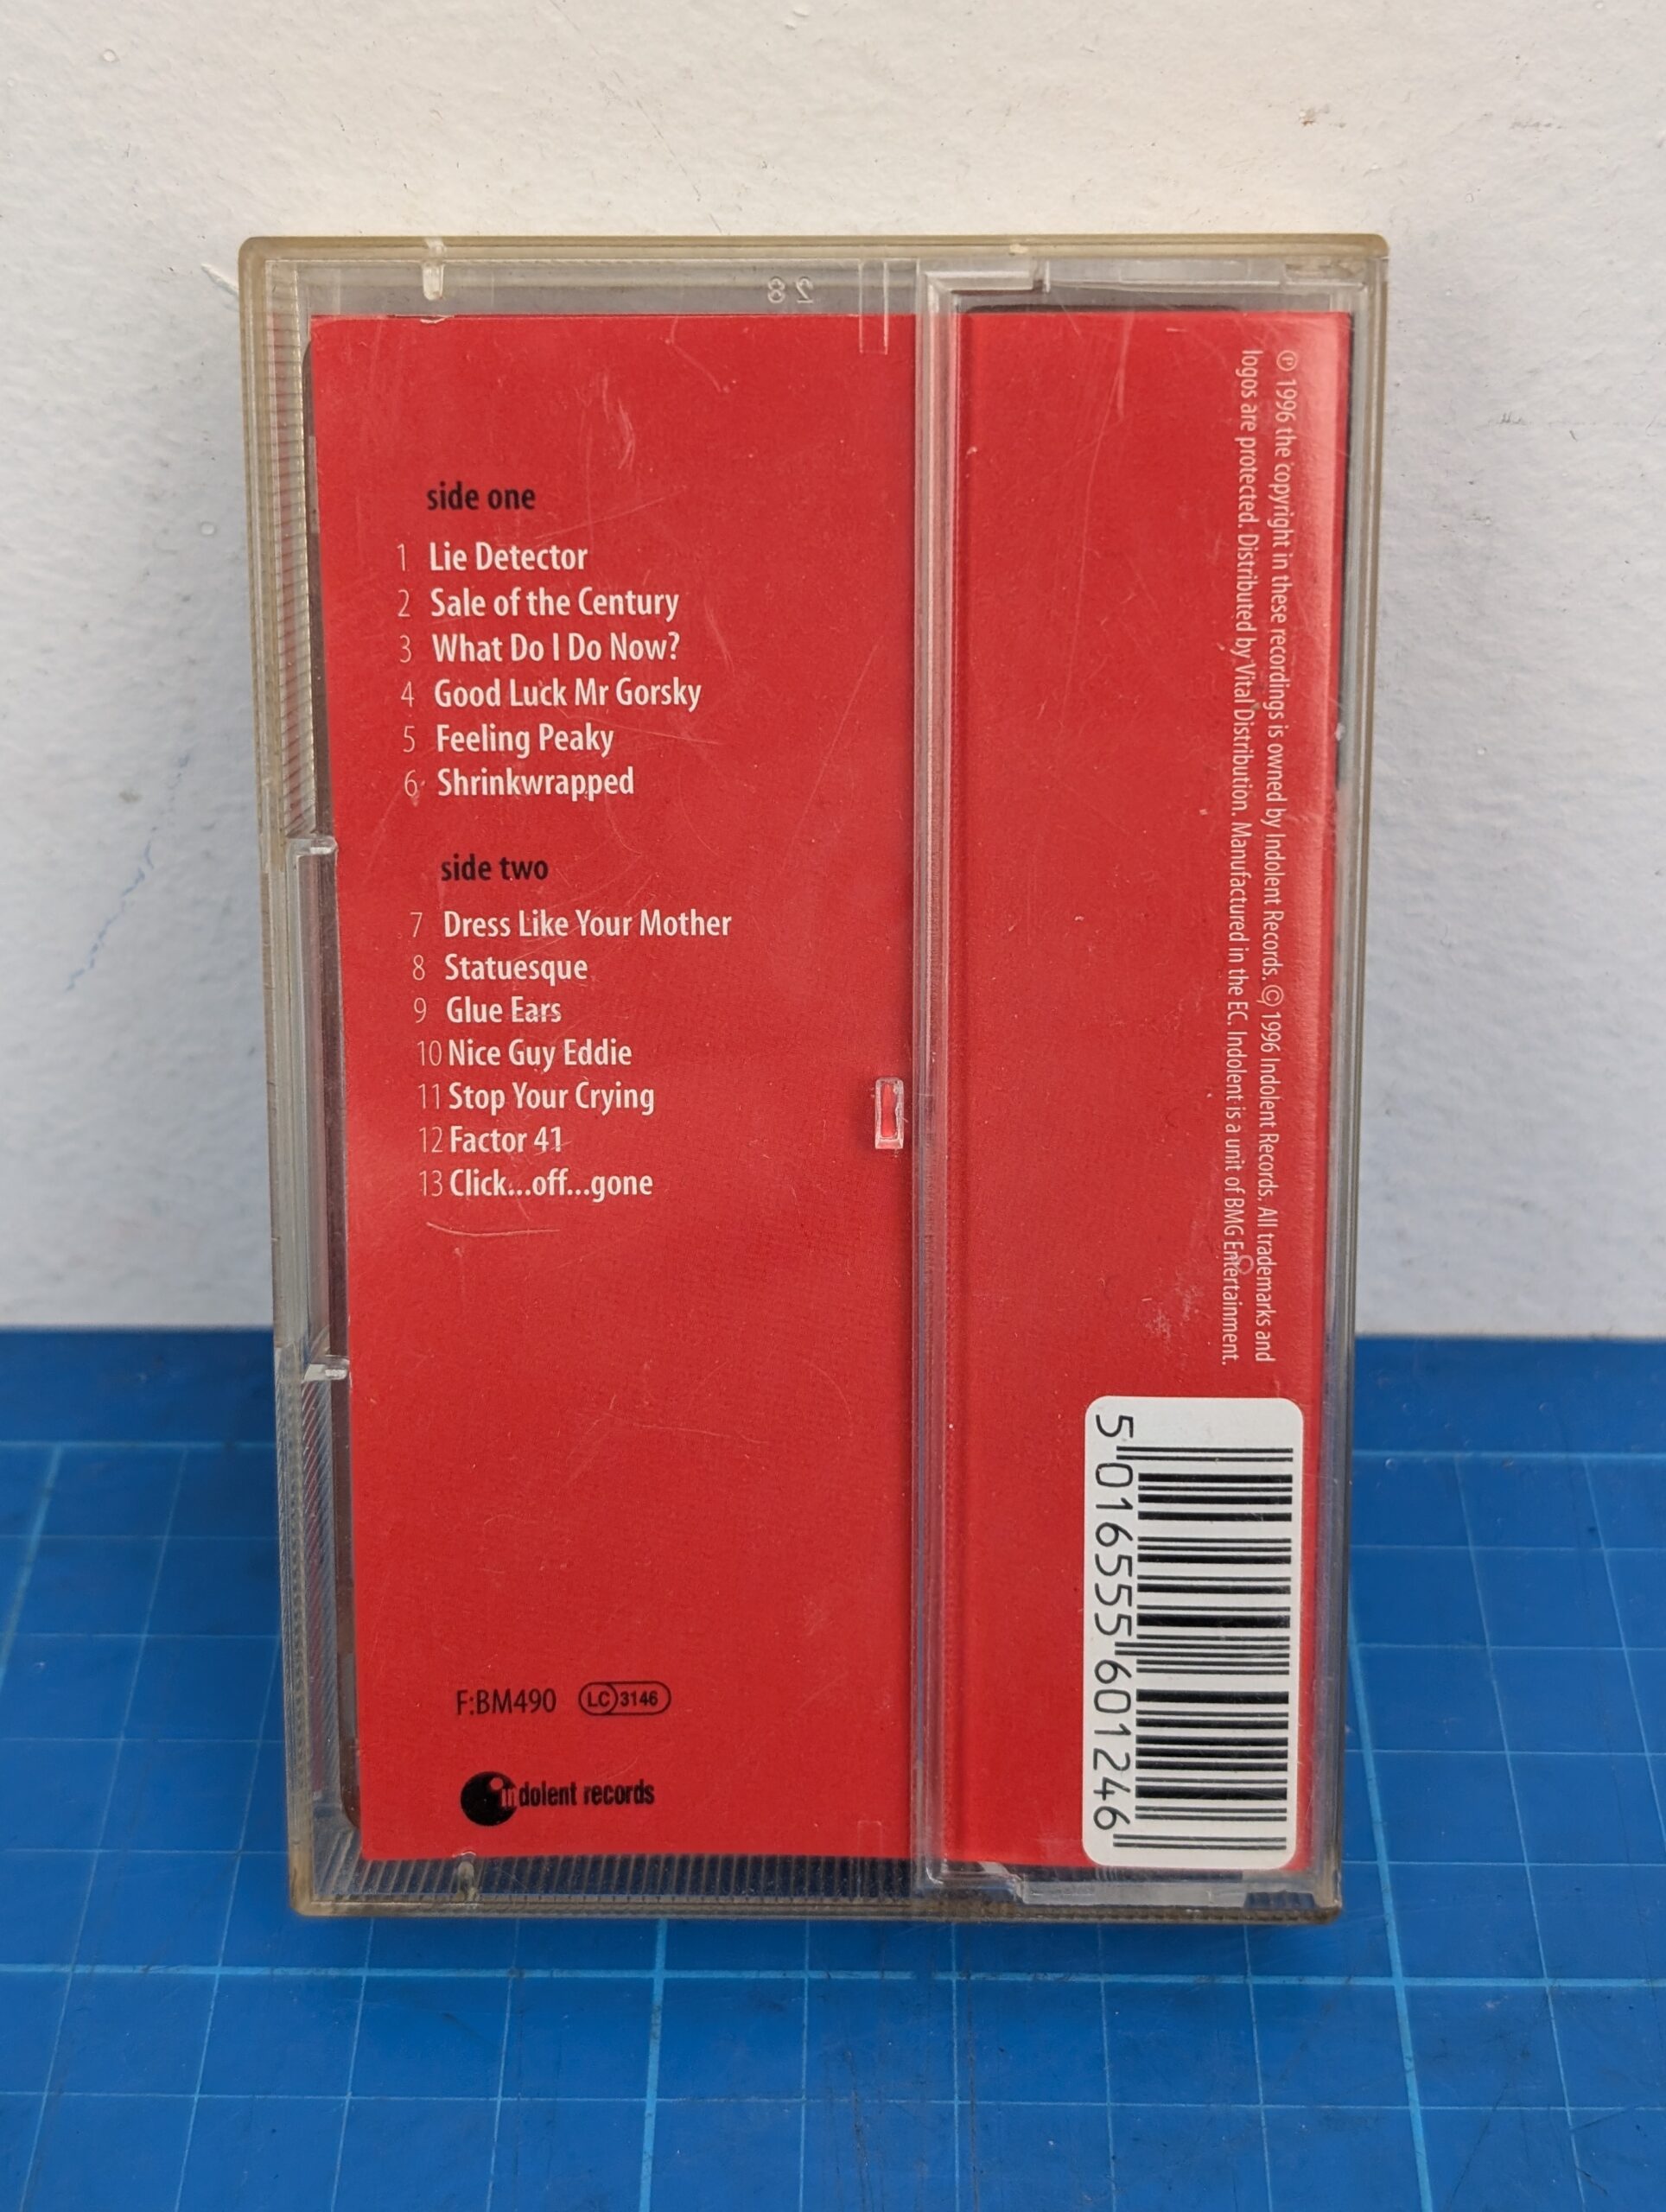 28
side one
1 Lie Detector
2 Sale of the Century
3 What Do I Do Now?
4 Good Luck Mr Gorsky
5 Feeling Peaky
6 Shrinkwrapped
side two
7 Dress Like Your Mother
8 Statuesque
9 Glue Ears
10 Nice Guy Eddie
11 Stop Your Crying
12 Factor 41
13 Click...off...gone
F:BM490 LC 3146
indolent records
℗ 1996 the copyright in these recordings is owned by Indolent Records. © 1996 Indolent Records. All trademarks and
logos are protected. Distributed by Vital Distribution. Manufactured in the EC. Indolent is a unit of BMG Entertainment.
5 016555 601246